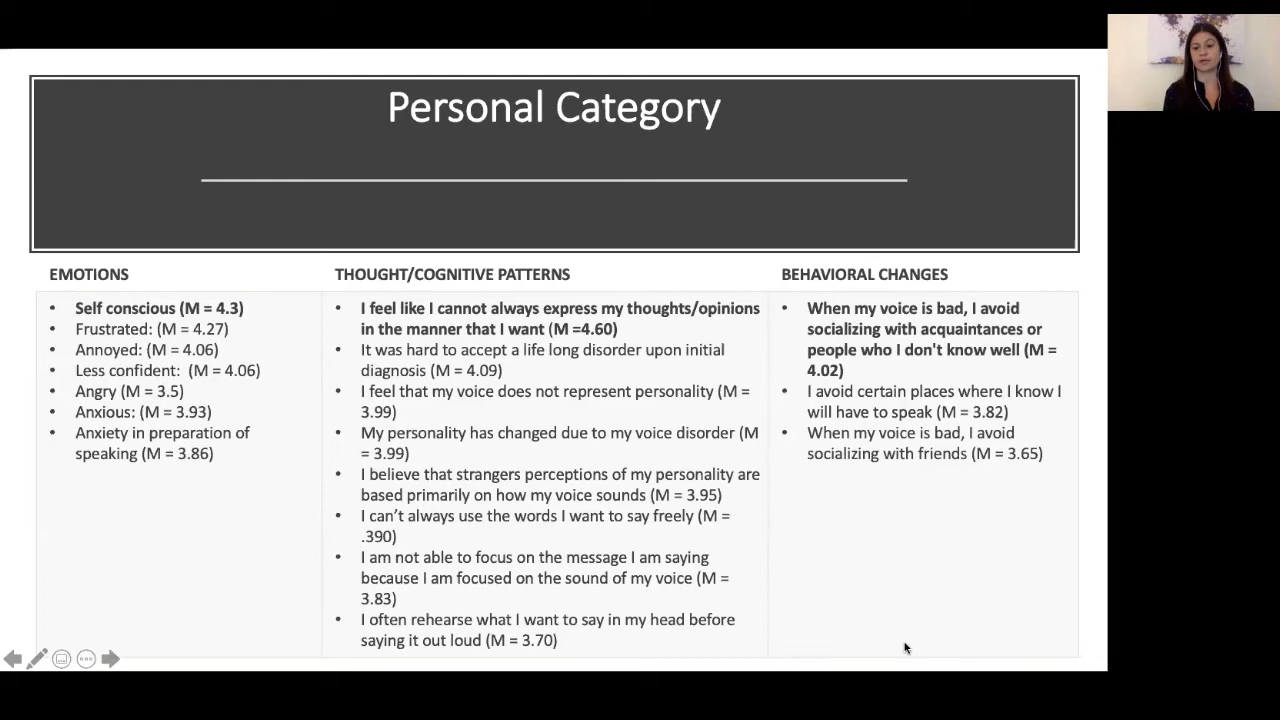 Personal Category
EMOTIONS
• Self conscious (M = 4.3)
• Frustrated: (M = 4.27)
• Annoyed: (M = 4.06)
• Less confident:  (M = 4.06)
• Angry (M = 3.5)
• Anxious: (M = 3.93)
• Anxiety in preparation of
speaking (M = 3.86)
THOUGHT/COGNITIVE PATTERNS
• I feel like I cannot always express my thoughts/opinions
in the manner that I want (M =4.60)
• It was hard to accept a life long disorder upon initial
diagnosis (M = 4.09)
• I feel that my voice does not represent personality (M =
3.99)
• My personality has changed due to my voice disorder (M
= 3.99)
• I believe that strangers perceptions of my personality are
based primarily on how my voice sounds (M = 3.95)
• I can’t always use the words I want to say freely (M =
.390)
• I am not able to focus on the message I am saying
because I am focused on the sound of my voice (M =
3.83)
• I often rehearse what I want to say in my head before
saying it out loud (M = 3.70)
BEHAVIORAL CHANGES
• When my voice is bad, I avoid
socializing with acquaintances or
people who I don't know well (M =
4.02)
• I avoid certain places where I know I
will have to speak (M = 3.82)
• When my voice is bad, I avoid
socializing with friends (M = 3.65)